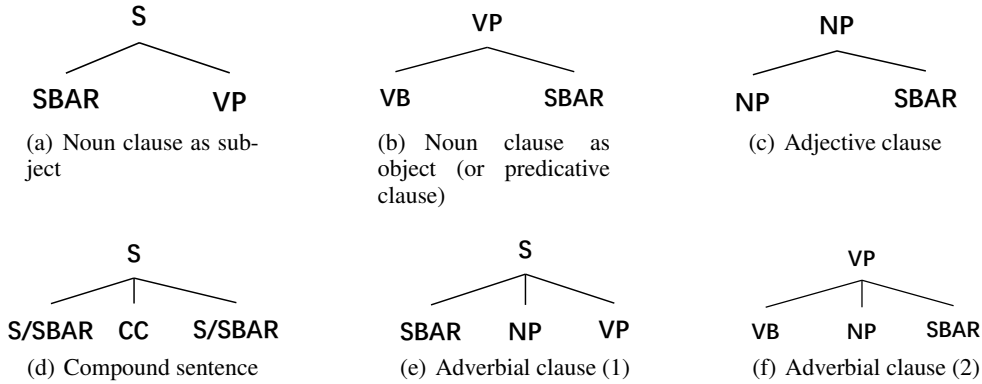 S
VP
NP
SBAR VP
VB SBAR
NP SBAR
(a) Noun clause as sub-
ject
(b) Noun clause as
object (or predicative
clause)
(c) Adjective clause
S
S
VP
S/SBAR CC S/SBAR
SBAR NP VP
VB NP SBAR
(d) Compound sentence
(e) Adverbial clause (1)
(f) Adverbial clause (2)